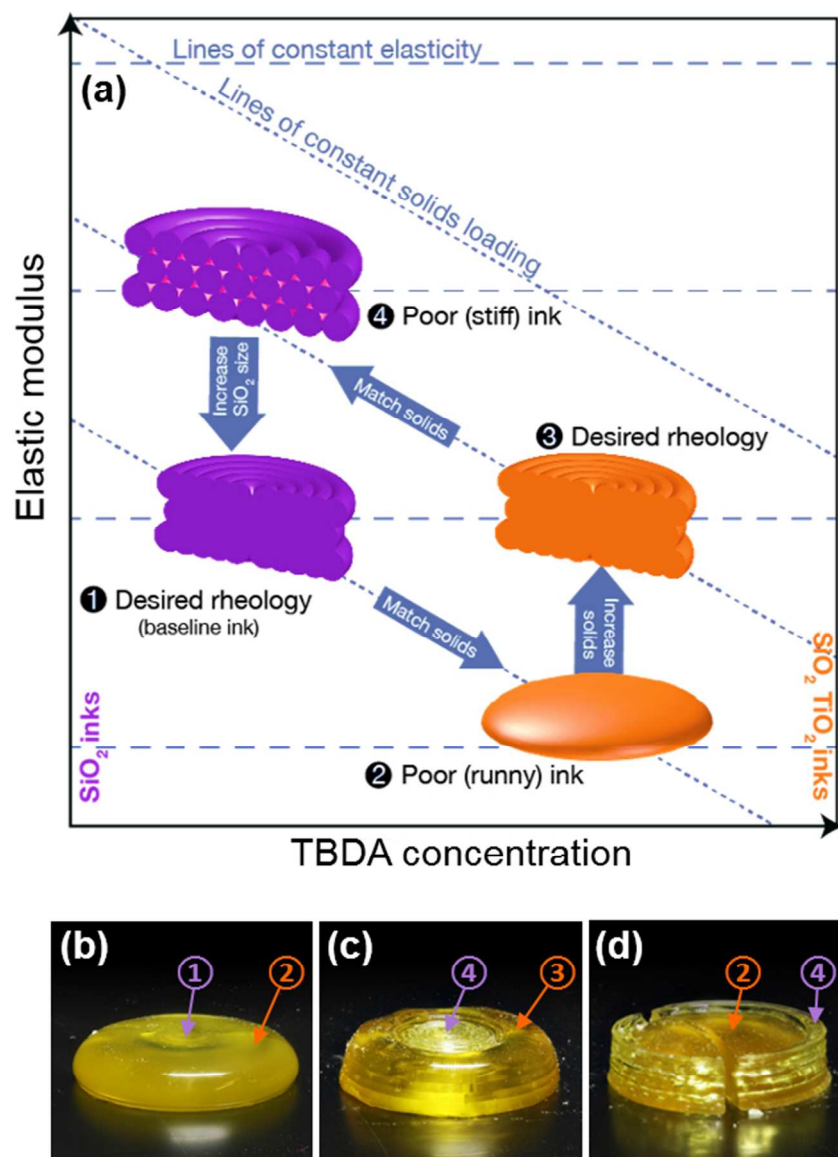 Lines of constant elasticity
(a)
Lines of constant solids loading
❹ Poor (stiff) ink
Increase
SiO₂ size
Match solids
❸ Desired rheology
Elastic modulus
❶ Desired rheology
(baseline ink)
Match solids
Increase
solids
SiO₂ inks
❷ Poor (runny) ink
SiO₂ TiO₂ inks
TBDA concentration
(b)
①
②
(c)
④
③
(d)
②
④